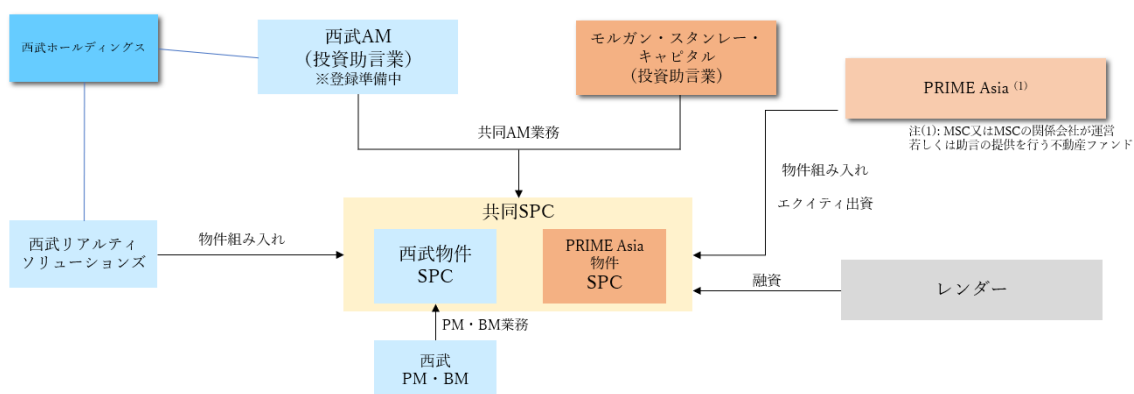 西武ホールディングス
西武AM
（投資助言業）
※登録準備中
モルガン・スタンレー・
キャピタル
（投資助言業）
PRIME Asia (1)
注(1): MSC又はMSCの関係会社が運営
若しくは助言の提供を行う不動産ファンド
共同AM業務
物件組み入れ
エクイティ出資
共同SPC
西武リアルティ
ソリューションズ
物件組み入れ
西武物件
SPC
PRIME Asia
物件
SPC
融資
レンダー
PM・BM業務
西武
PM・BM